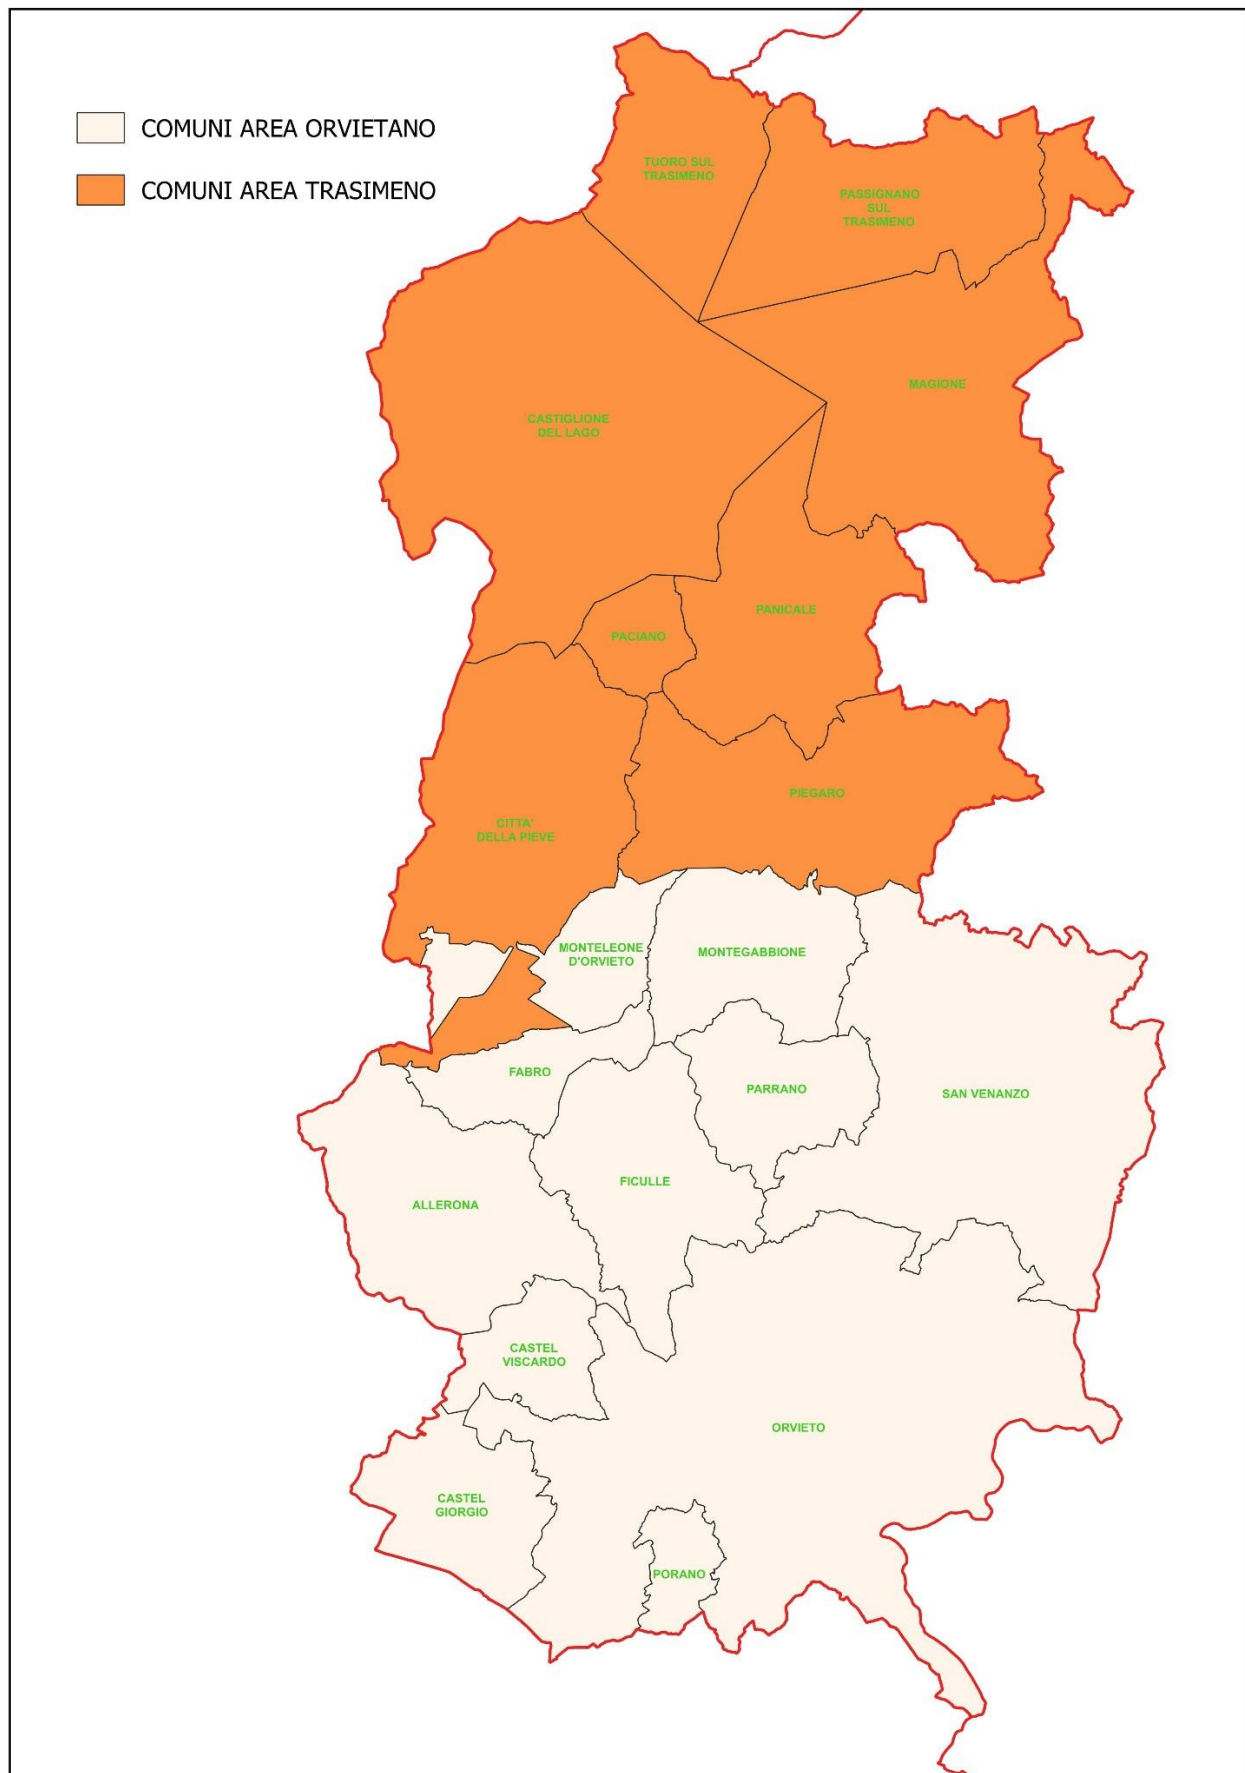 COMUNI AREA ORVIETANO
COMUNI AREA TRASIMENO
TUORO SUL
TRASIMENO
PASSIGNANO
SUL
TRASIMENO
MAGIONE
CASTIGLIONE
DEL LAGO
PANICALE
PACIANO
PIEGARO
CITTA'
DELLA PIEVE
MONTELEONE
D'ORVIETO
MONTEGABBIONE
FABRO
PARRANO
SAN VENANZO
FICULLE
ALLERONA
CASTEL
VISCARDO
ORVIETO
CASTEL
GIORGIO
PORANO